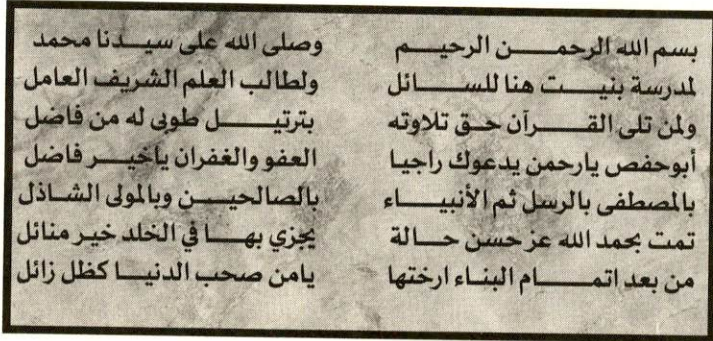 بسم الله الرحمن الرحيم وصلى الله على سيدنا محمد
لمدرسة بنيت هنا للسائل ولطالب العلم الشريف العامل
ولمن تلى القرآن حق تلاوته بترتيل طوبى له من فاضل
أبوحفص يارحمن يدعوك راجيا العفو والغفران ياخير فاضل
بالمصطفى بالرسل ثم الأنبياء بالصالحين وبالمولى الشاذل
تمت بحمد الله عز حسن حالة يجزي بها في الخلد خير منائل
من بعد اتمام البناء ارختها يامن صحب الدنيا كظل زائل